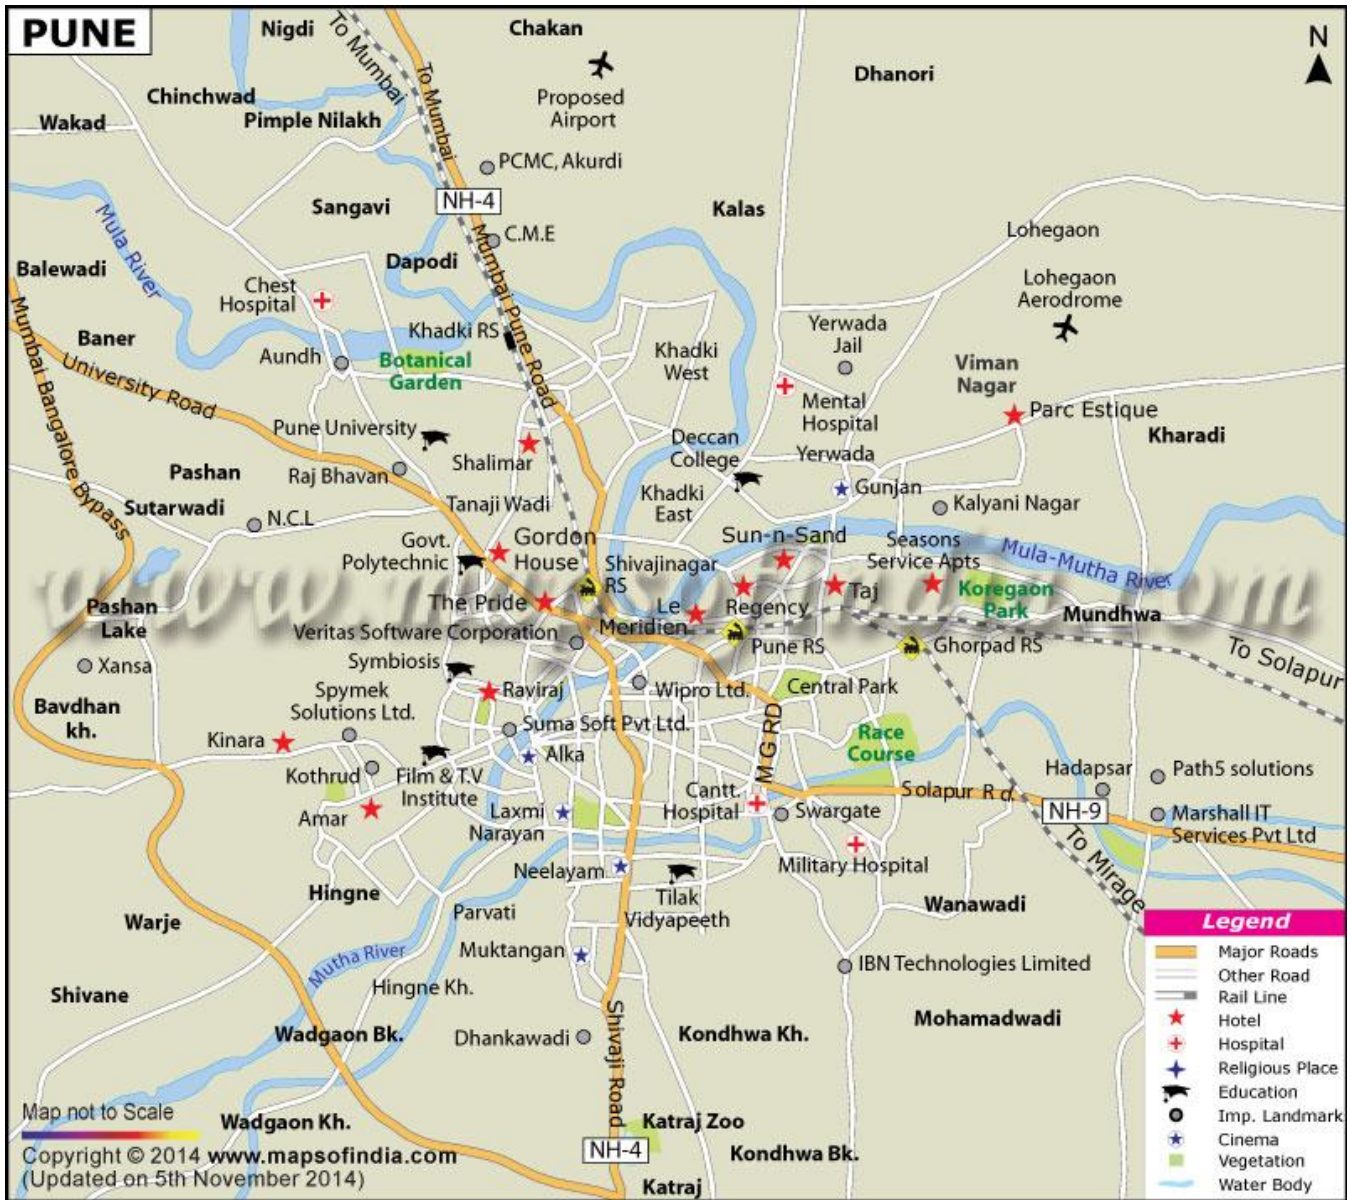 PUNE
Nigdi
To Mumbai
Chakan
N
Dhanori
Chinchwad
Proposed
Airport
Wakad
Pimple Nilakh
To Mumbai
PCMC, Akurdi
NH-4
Sangavi
Kalas
Mula River
Mumbai Pune Road
C.M.E
Lohegaon
Balewadi
Dapodi
Chest
Hospital
Lohegaon
Aerodrome
Mumbai Bangalore Bypass
Baner
Khadki RS
Yerwada
Jail
Aundh
Botanical
Garden
Khadki
West
Viman
Nagar
University Road
Mental
Hospital
Parc Estique
Pune University
Shalimar
Deccan
College
Yerwada
Kharadi
Pashan
Raj Bhavan
Gunjan
Sutarwadi
Tanaji Wadi
Khadki
East
Kalyani Nagar
N.C.L
Gordon
House
Sun-n-Sand
Seasons
Service Apts
Mula-Mutha River
Govt.
Polytechnic
Shivajinagar
RS
www.mapsofindia.com
Pashan
Lake
The Pride
Le
Meridien
Regency
Taj
Koregaon
Park
Mundhwa
Veritas Software Corporation
Pune RS
Ghorpad RS
To Solapur
Xansa
Symbiosis
Raviraj
Wipro Ltd.
Central Park
Bavdhan
kh.
Spymek
Solutions Ltd.
Suma Soft Pvt Ltd.
M G RD
Race
Course
Kinara
Alka
Kothrud
Film & T.V
Institute
Hadapsar
Path5 solutions
Cantt.
Hospital
Solapur R d
NH-9
Amar
Laxmi
Narayan
Swargate
Marshall IT
Services Pvt Ltd
To Mirage
Neelayam
Military Hospital
Hingne
Tilak
Vidyapeeth
Wanawadi
Warje
Parvati
Legend
Mutha River
Muktangan
IBN Technologies Limited
Major Roads
Other Road
Rail Line
Shivane
Hingne Kh.
Hotel
Wadgaon Bk.
Dhankawadi
Shivaji Road
Kondhwa Kh.
Mohamadwadi
Hospital
Religious Place
Education
Map not to Scale
Wadgaon Kh.
Katraj Zoo
Imp. Landmark
Cinema
NH-4
Kondhwa Bk.
Vegetation
Copyright © 2014 www.mapsofindia.com
(Updated on 5th November 2014)
Katraj
Water Body